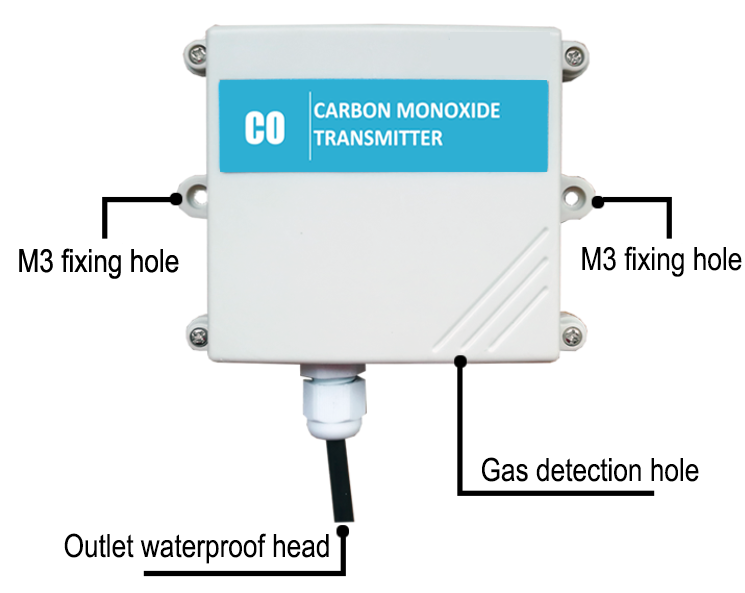 CO
CARBON MONOXIDE
TRANSMITTER
M3 fixing hole
M3 fixing hole
Gas detection hole
Outlet waterproof head